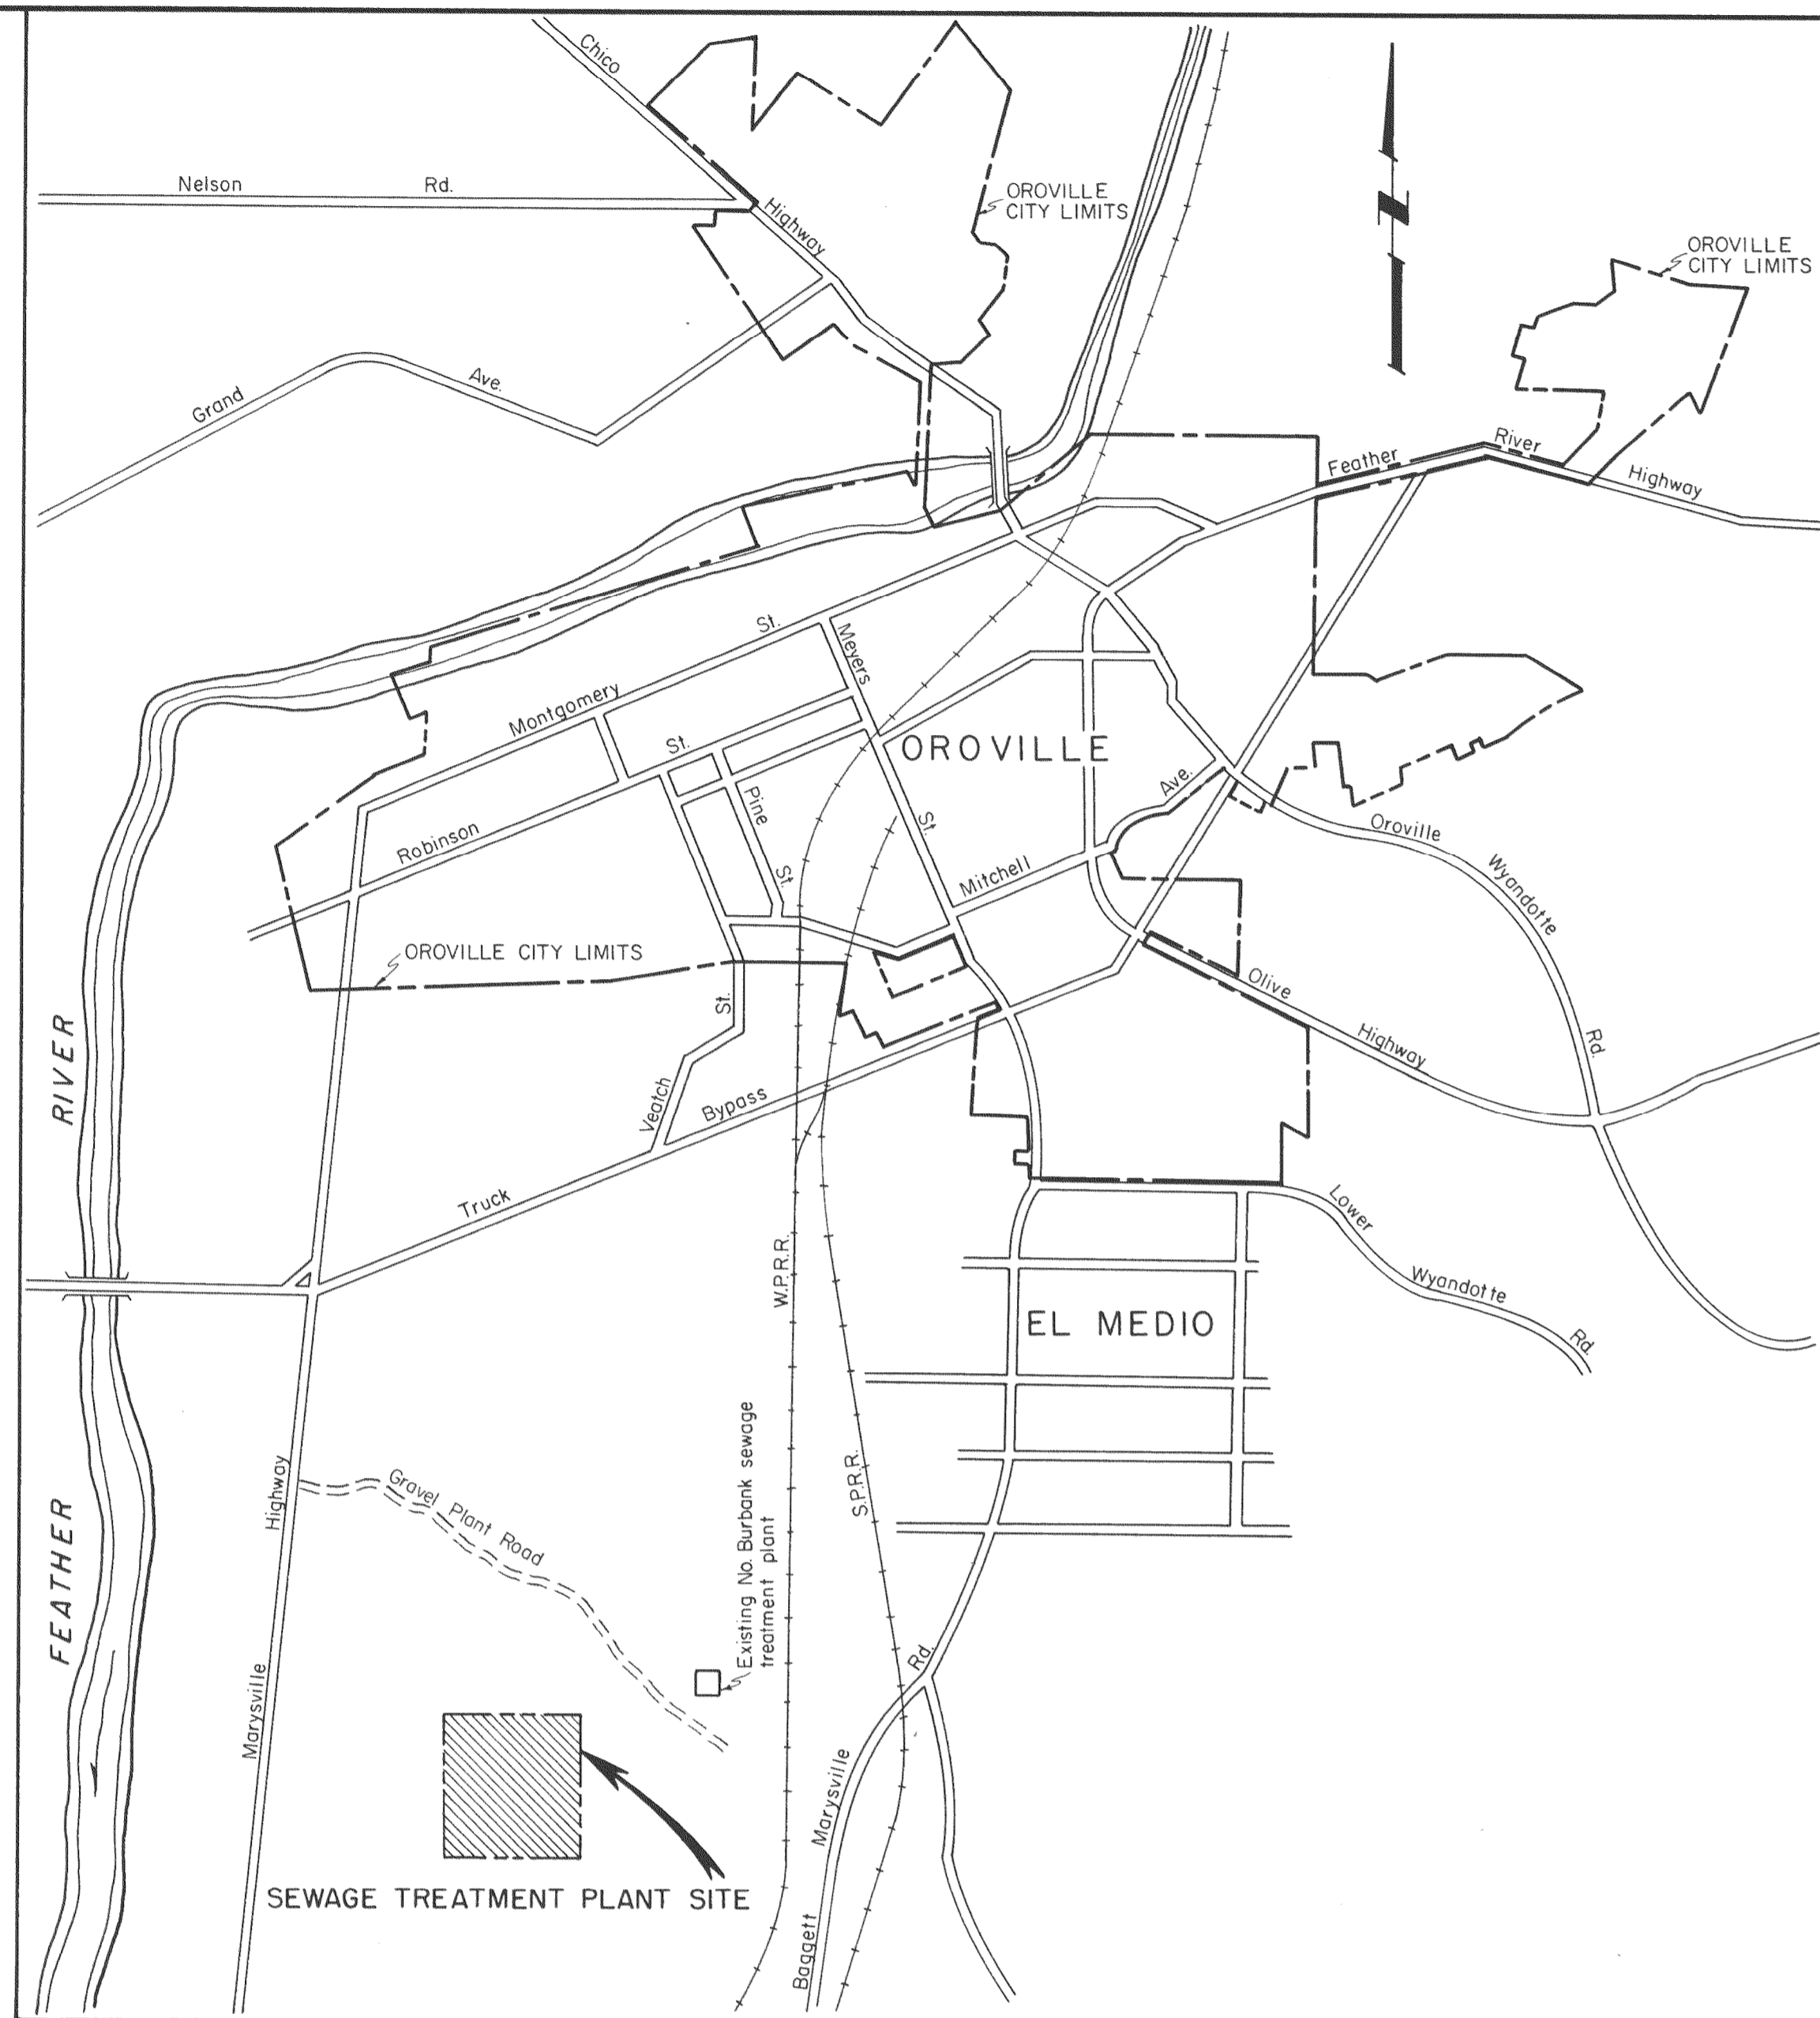 Chico
Highway
Nelson Rd.
OROVILLE
CITY LIMITS
N
OROVILLE
CITY LIMITS
Grand Ave.
Feather River Highway
Montgomery St.
Meyers St.
Robinson St.
Pine St.
OROVILLE
Mitchell Ave.
Oroville Wyandotte Rd.
OROVILLE CITY LIMITS
Olive Highway
Veatch St.
Truck Bypass
Lower Wyandotte Rd.
W.P.R.R.
S.P.R.R.
EL MEDIO
FEATHER RIVER
Marysville Highway
Gravel Plant Road
Existing No. Burbank sewage
treatment plant
Baggett Marysville Rd.
SEWAGE TREATMENT PLANT SITE